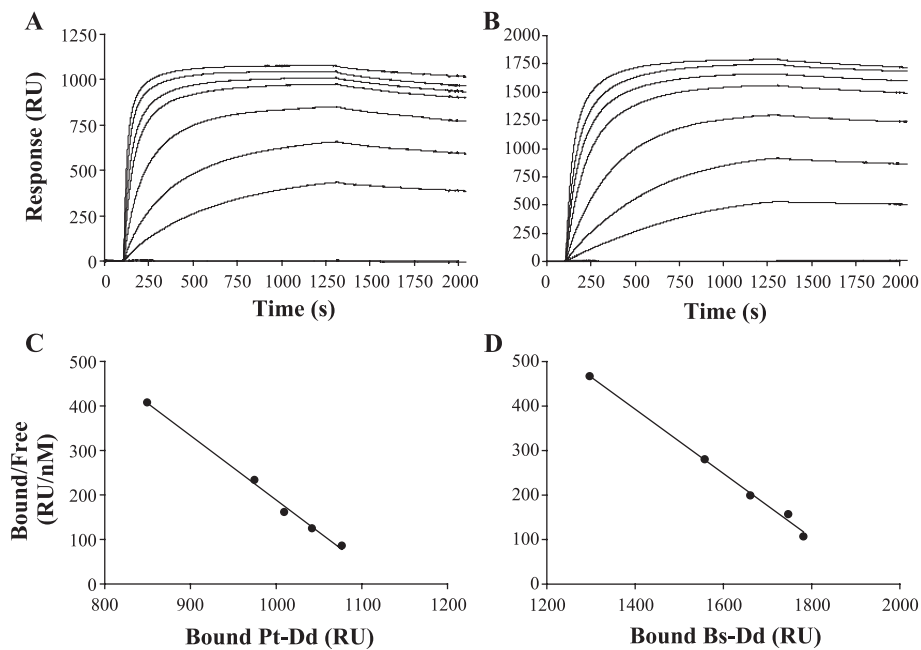 A
Response (RU)
1250
1000
750
500
250
0
0 250 500 750 1000 1250 1500 1750 2000
Time (s)
B
2000
1750
1500
1250
1000
750
500
250
0
0 250 500 750 1000 1250 1500 1750 2000
Time (s)
C
Bound/Free
(RU/nM)
500
400
300
200
100
0
800 900 1000 1100 1200
Bound Pt-Dd (RU)
D
500
400
300
200
100
0
1200 1400 1600 1800 2000
Bound Bs-Dd (RU)